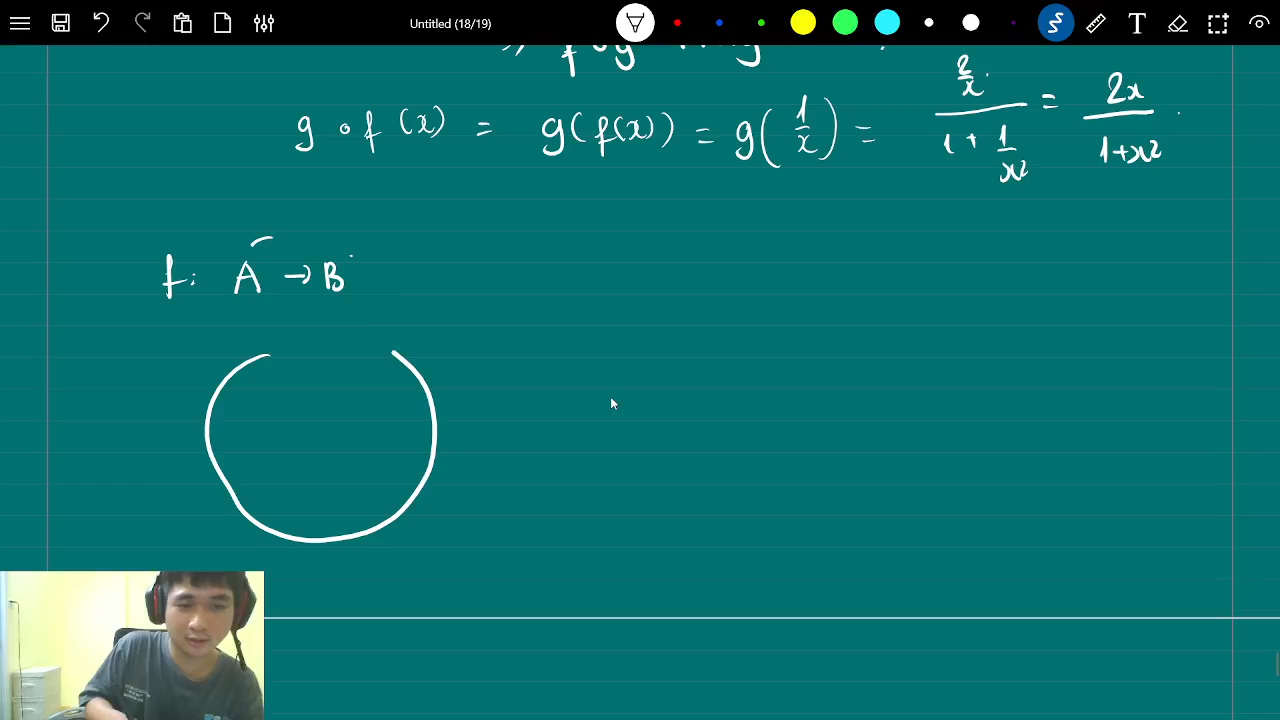 Untitled (18/19)
g ∘ f (x) = g(f(x)) = g(1/x) = (2/x)/(1 + 1/x²) = 2x/(1+x²)
f: A → B